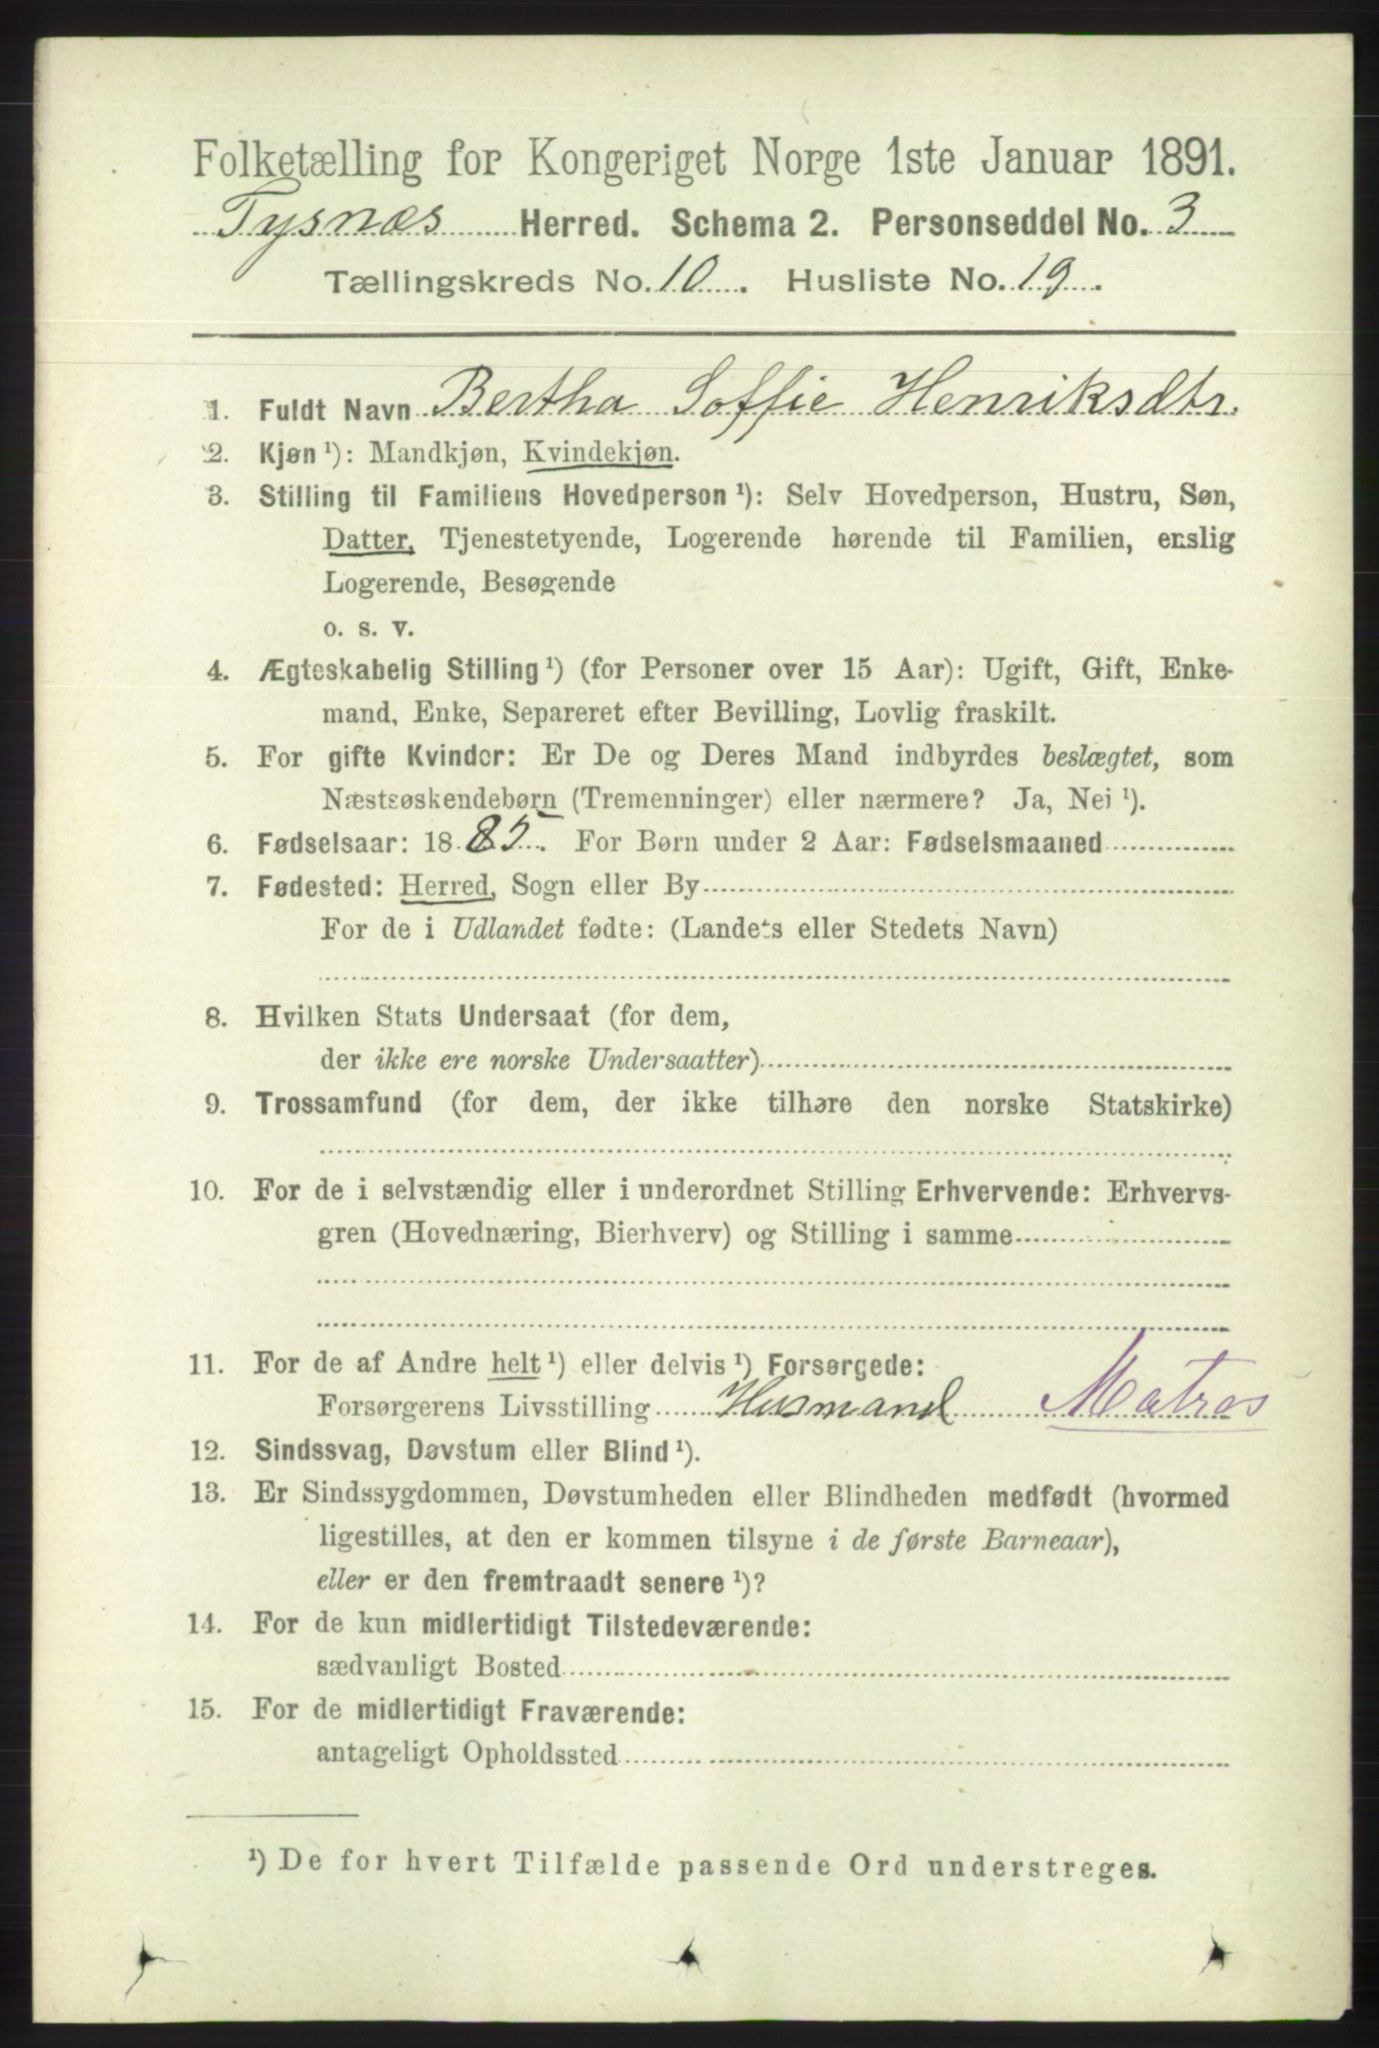 Folketælling for Kongeriget Norge 1ste Januar 1891.
Tysnæs Herred. Schema 2. Personseddel No. 3
Tællingskreds No. 10. Husliste No. 19.
1. Fuldt Navn Bertha Soffie Henriksdtr.
2. Kjøn ¹): Mandkjøn, Kvindekjøn.
3. Stilling til Familiens Hovedperson ¹): Selv Hovedperson, Hustru, Søn,
Datter, Tjenestetyende, Logerende hørende til Familien, enslig
Logerende, Besøgende
o. s. v.
4. Ægteskabelig Stilling ¹) (for Personer over 15 Aar): Ugift, Gift, Enke-
mand, Enke, Separeret efter Bevilling, Lovlig fraskilt.
5. For gifte Kvinder: Er De og Deres Mand indbyrdes beslægtet, som
Næstsøskendebørn (Tremenninger) eller nærmere? Ja, Nei ¹).
6. Fødselsaar: 1885. For Børn under 2 Aar: Fødselsmaaned
7. Fødested: Herred, Sogn eller By
For de i Udlandet fødte: (Landets eller Stedets Navn)
8. Hvilken Stats Undersaat (for dem,
der ikke ere norske Undersaatter)
9. Trossamfund (for dem, der ikke tilhøre den norske Statskirke)
10. For de i selvstændig eller i underordnet Stilling Erhvervende: Erhvervs-
gren (Hovednæring, Bierhverv) og Stilling i samme
11. For de af Andre helt ¹) eller delvis ¹) Forsørgede:
Forsørgerens Livsstilling Husmand Matros
12. Sindssvag, Døvstum eller Blind ¹).
13. Er Sindssygdommen, Døvstumheden eller Blindheden medfødt (hvormed
ligestilles, at den er kommen tilsyne i de første Barneaar),
eller er den fremtraadt senere ¹)?
14. For de kun midlertidigt Tilstedeværende:
sædvanligt Bosted
15. For de midlertidigt Fraværende:
antageligt Opholdssted
¹) De for hvert Tilfælde passende Ord understreges.